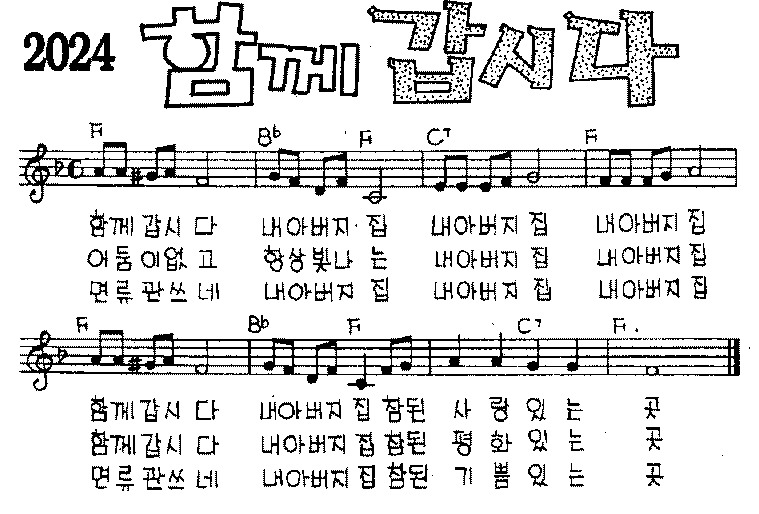 2024 함께 갑시다
F B♭ F C7 F
함께 갑시 다 내아버지 집 내아버지 집 내아버지 집
어둠이없 고 항상빛나 는 내아버지 집 내아버지 집
면류관쓰 네 내아버지 집 내아버지 집 내아버지 집
F B♭ F C7 F
함께 갑시 다 내아버지 집 참된 사 랑 있 는 곳
함께 갑시 다 내아버지 집 참된 평 화 있 는 곳
면류관쓰 네 내아버지 집 참된 기 쁨 있 는 곳